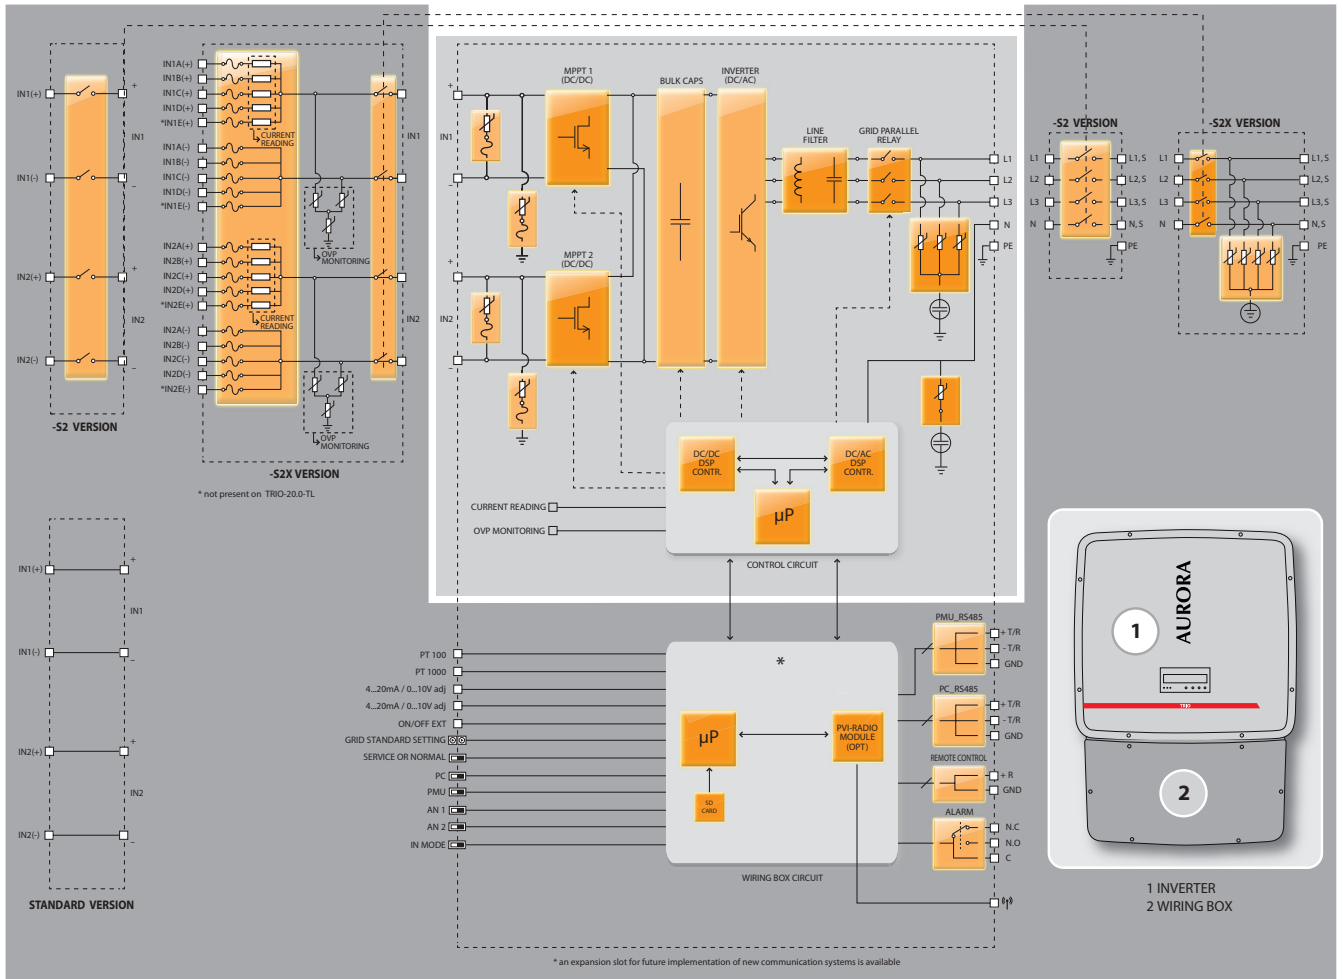 IN1(+)
+
IN1
IN1(-)
–
IN2(+)
+
IN2
IN2(-)
–
-S2 VERSION
IN1A(+)
IN1B(+)
IN1C(+)
IN1D(+)
*IN1E(+)
CURRENT
READING
IN1A(-)
IN1B(-)
IN1C(-)
IN1D(-)
*IN1E(-)
OVP
MONITORING
IN2A(+)
IN2B(+)
IN2C(+)
IN2D(+)
*IN2E(+)
CURRENT
READING
IN2A(-)
IN2B(-)
IN2C(-)
IN2D(-)
*IN2E(-)
OVP
MONITORING
IN1
IN2
-S2X VERSION
* not present on TRIO-20.0-TL
+
IN1
–
+
IN2
–
MPPT 1
(DC/DC)
MPPT 2
(DC/DC)
BULK CAPS
INVERTER
(DC/AC)
LINE
FILTER
GRID PARALLEL
RELAY
L1
L2
L3
N
PE
-S2 VERSION
L1
L2
L3
N
L1, S
L2, S
L3, S
N, S
PE
-S2X VERSION
L1
L2
L3
N
L1, S
L2, S
L3, S
N, S
PE
DC/DC
DSP
CONTR.
DC/AC
DSP
CONTR.
µP
CURRENT READING
OVP MONITORING
CONTROL CIRCUIT
IN1(+)
+
IN1
IN1(-)
–
IN2(+)
+
IN2
IN2(-)
–
STANDARD VERSION
PT 100
PT 1000
4...20mA / 0...10V adj
4...20mA / 0...10V adj
ON/OFF EXT
GRID STANDARD SETTING
SERVICE OR NORMAL
PC
PMU
AN 1
AN 2
IN MODE
*
µP
SD
CARD
PVI-RADIO
MODULE
(OPT)
WIRING BOX CIRCUIT
PMU_RS485
+ T/R
- T/R
GND
PC_RS485
+ T/R
- T/R
GND
REMOTE CONTROL
+ R
GND
ALARM
N.C
N.O
C
AURORA
1
TRIO
2
1 INVERTER
2 WIRING BOX
* an expansion slot for future implementation of new communication systems is available